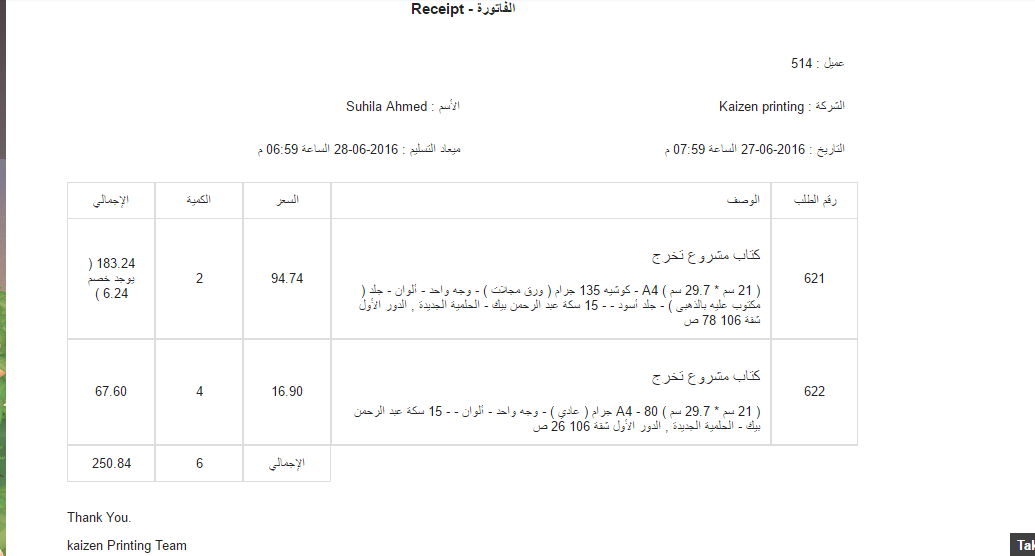 الفاتورة - Receipt
عميل : 514
الشركة : Kaizen printing
الأسم : Suhila Ahmed
التاريخ : 2016-06-27 الساعة 07:59 م
ميعاد التسليم : 2016-06-28 الساعة 06:59 م
رقم الطلب
الوصف
السعر
الكمية
الإجمالي
621
كتاب مشروع تخرج
( 21 سم * 29.7 سم ) A4 - كوشيه 135 جرام ( ورق مجلات ) - وجه واحد - ألوان - جلد (
مكتوب عليه بالذهبى ) - جلد أسود - - 15 سكة عبد الرحمن بيك - الحلمية الجديدة , الدور الأول
شقة 106 78 ص
94.74
2
183.24 (
يوجد خصم
6.24 )
622
كتاب مشروع تخرج
( 21 سم * 29.7 سم ) A4 - 80 جرام ( عادي ) - وجه واحد - ألوان - - 15 سكة عبد الرحمن
بيك - الحلمية الجديدة , الدور الأول شقة 106 26 ص
16.90
4
67.60
الإجمالي
6
250.84
Thank You.
kaizen Printing Team